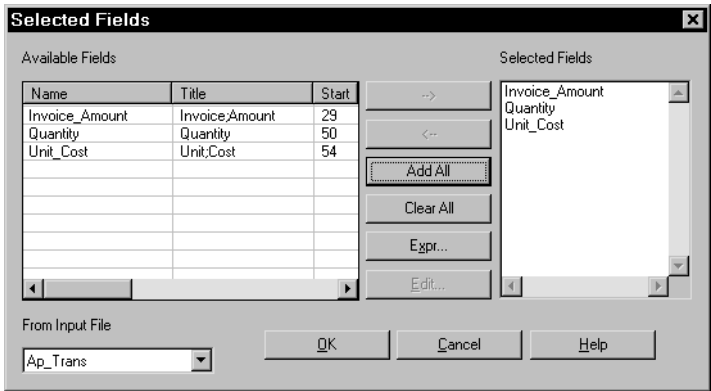 Selected Fields
Available Fields
Selected Fields
Name Title Start
Invoice_Amount Invoice;Amount 29
Quantity Quantity 50
Unit_Cost Unit;Cost 54
-->
<--
Add All
Clear All
Expr...
Edit...
Invoice_Amount
Quantity
Unit_Cost
From Input File
Ap_Trans
OK
Cancel
Help